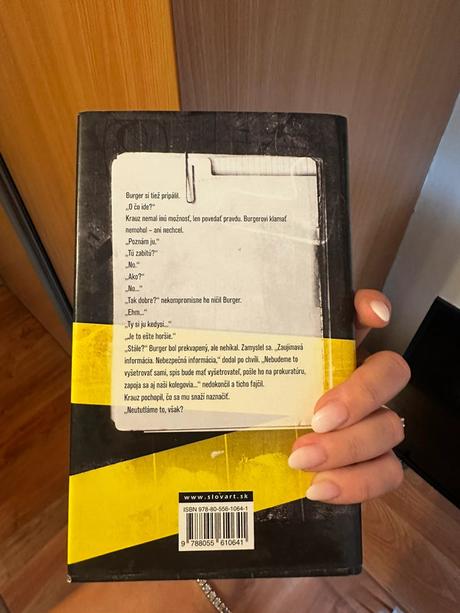 Burger si tiež pripálil.
„O čo ide?“
Krauz nemal inú možnosť, len povedať pravdu. Burgerovi klamať
nemohol – ani nechcel.
„Poznám ju.“
„Tú zabitú?“
„No.“
„Ako?“
„No...“
„Tak dobre?“ nekompromisne ho ničil Burger.
„Ehm...“
„Ty si ju kedysi...“
„Je to ešte horšie.“
„Stále?“ Burger bol prekvapený, ale nehikal. Zamyslel sa. „Zaujímavá
informácia. Nebezpečná informácia,“ dodal po chvíli. „Nebudeme to
vyšetrovať sami, spis bude mať vyšetrovateľ, pošle ho na prokuratúru,
zapoja sa aj naši kolegovia...“ nedokončil a ticho fajčil.
Krauz pochopil, čo sa mu snaží naznačiť.
„Neututláme to, však?
www.slovart.sk
ISBN 978-80-556-1064-1
9 788055 610641